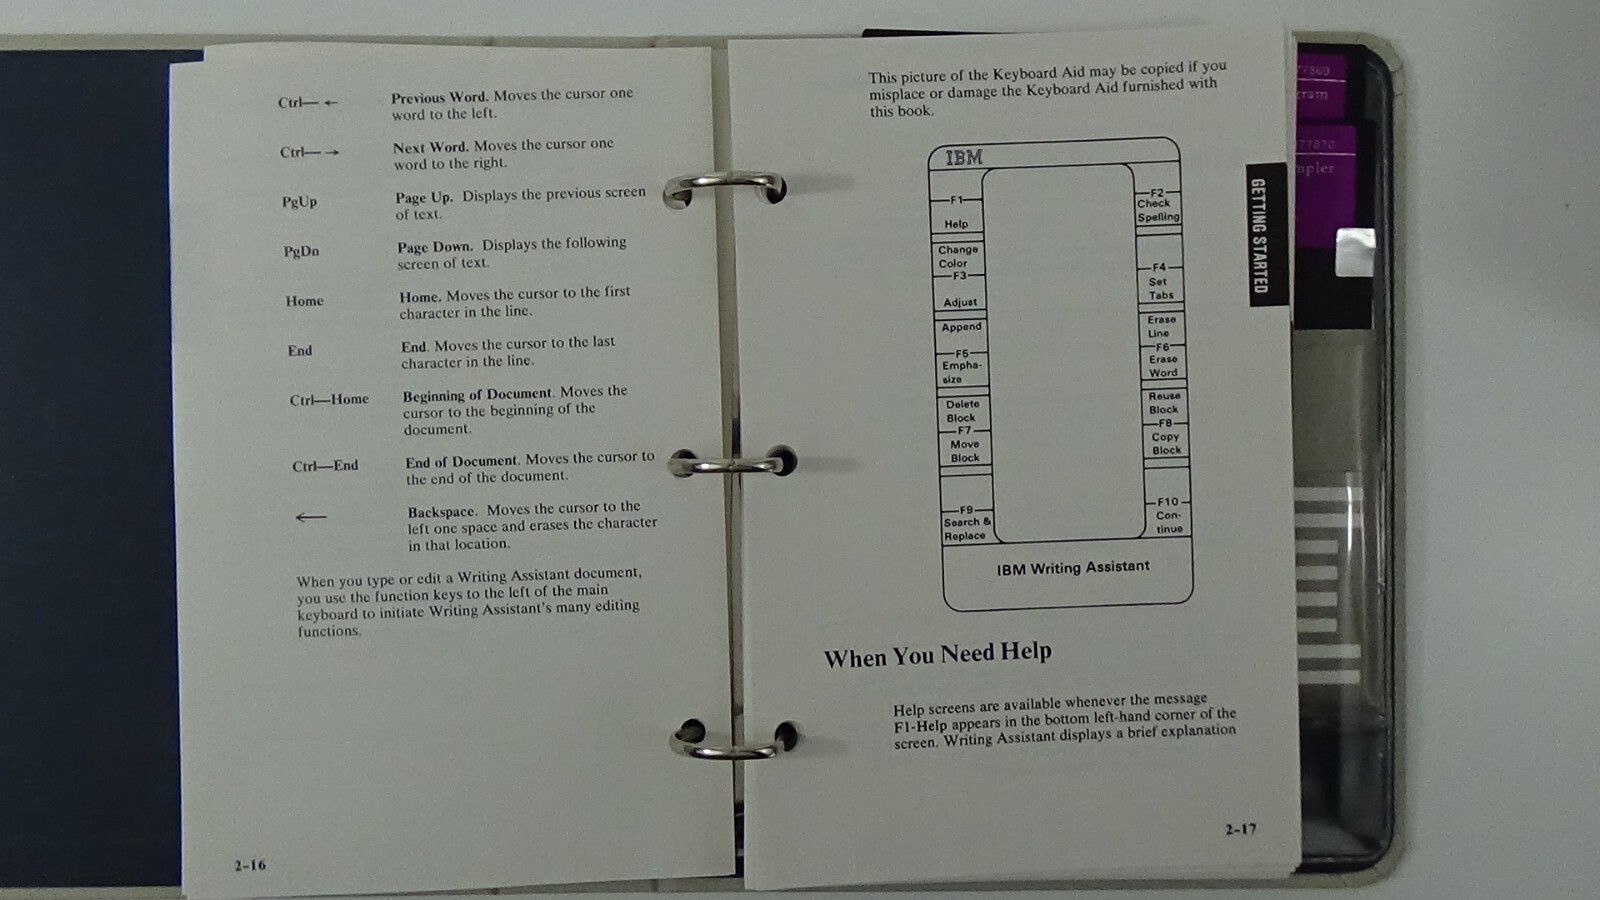 Ctrl— ← Previous Word. Moves the cursor one
word to the left.
Ctrl— → Next Word. Moves the cursor one
word to the right.
PgUp Page Up. Displays the previous screen
of text.
PgDn Page Down. Displays the following
screen of text.
Home Home. Moves the cursor to the first
character in the line.
End End. Moves the cursor to the last
character in the line.
Ctrl—Home Beginning of Document. Moves the
cursor to the beginning of the
document.
Ctrl—End End of Document. Moves the cursor to
the end of the document.
← Backspace. Moves the cursor to the
left one space and erases the character
in that location.
When you type or edit a Writing Assistant document,
you use the function keys to the left of the main
keyboard to initiate Writing Assistant's many editing
functions.
2-16
This picture of the Keyboard Aid may be copied if you
misplace or damage the Keyboard Aid furnished with
this book.
IBM
F1
Help
Change
Color
F3
Adjust
Append
F5
Empha-
size
Delete
Block
F7
Move
Block
F9
Search &
Replace
F2
Check
Spelling
F4
Set
Tabs
Erase
Line
F6
Erase
Word
Reuse
Block
F8
Copy
Block
F10
Con-
tinue
IBM Writing Assistant
When You Need Help
Help screens are available whenever the message
F1-Help appears in the bottom left-hand corner of the
screen. Writing Assistant displays a brief explanation
2-17
GETTING STARTED